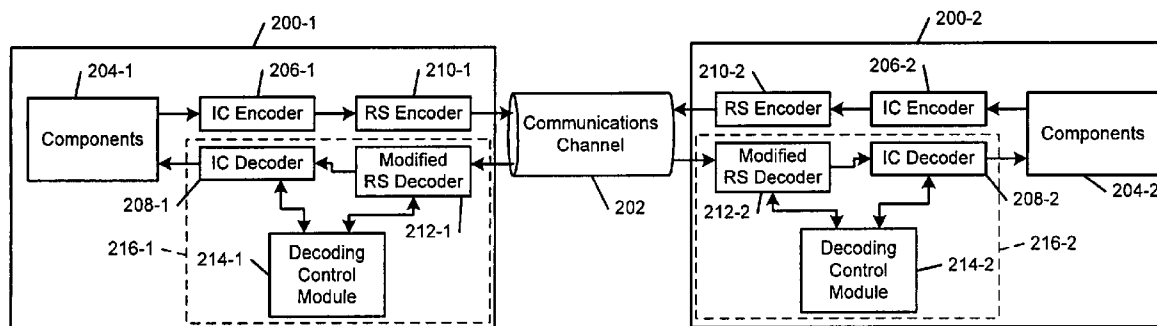 200-1
200-2
204-1
206-1
210-1
210-2
206-2
Components
IC Encoder
RS Encoder
Communications
Channel
RS Encoder
IC Encoder
Components
IC Decoder
Modified
RS Decoder
Modified
RS Decoder
IC Decoder
208-1
212-1
202
212-2
208-2
204-2
216-1
214-1
Decoding
Control
Module
Decoding
Control
Module
214-2
216-2